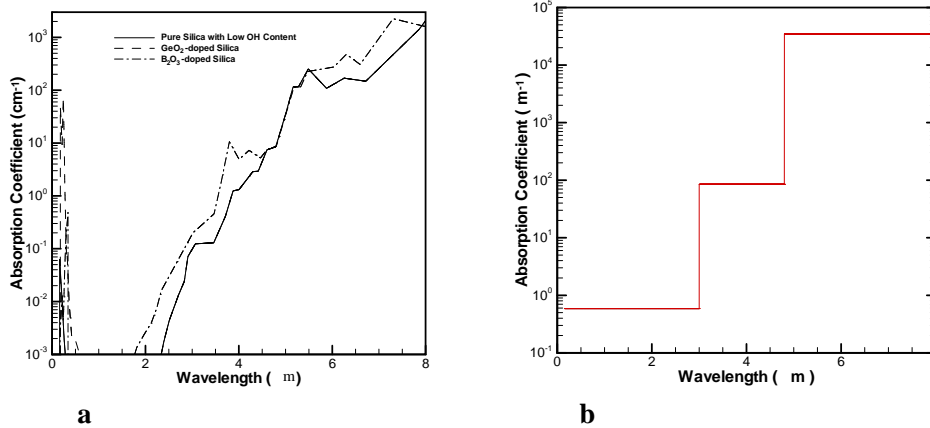 Pure Silica with Low OH Content
GeO₂-doped Silica
B₂O₃-doped Silica
Absorption Coefficient (cm⁻¹)
10³
10²
10¹
10⁰
10⁻¹
10⁻²
10⁻³
0 2 4 6 8
Wavelength ( m)
a
Absorption Coefficient ( m⁻¹)
10⁵
10⁴
10³
10²
10¹
10⁰
10⁻¹
0 2 4 6
Wavelength ( m)
b